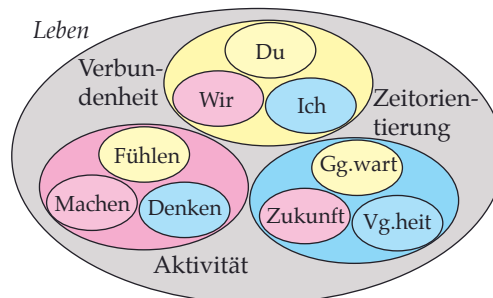 Leben
Du
Verbun-
denheit
Wir
Ich
Zeitorien-
tierung
Fühlen
Gg.wart
Machen
Denken
Zukunft
Vg.heit
Aktivität